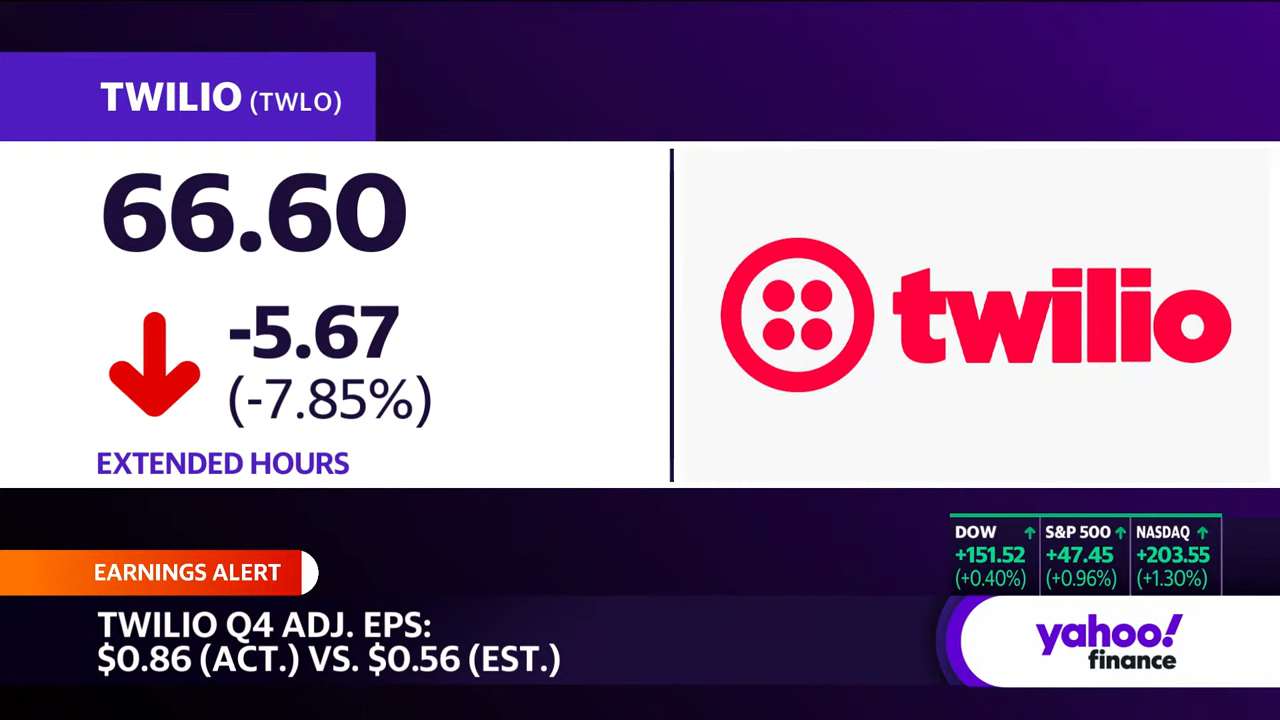 TWILIO (TWLO)
66.60
-5.67
(-7.85%)
EXTENDED HOURS
twilio
EARNINGS ALERT
TWILIO Q4 ADJ. EPS:
$0.86 (ACT.) VS. $0.56 (EST.)
DOW
+151.52
(+0.40%)
S&P 500
+47.45
(+0.96%)
NASDAQ
+203.55
(+1.30%)
yahoo!
finance